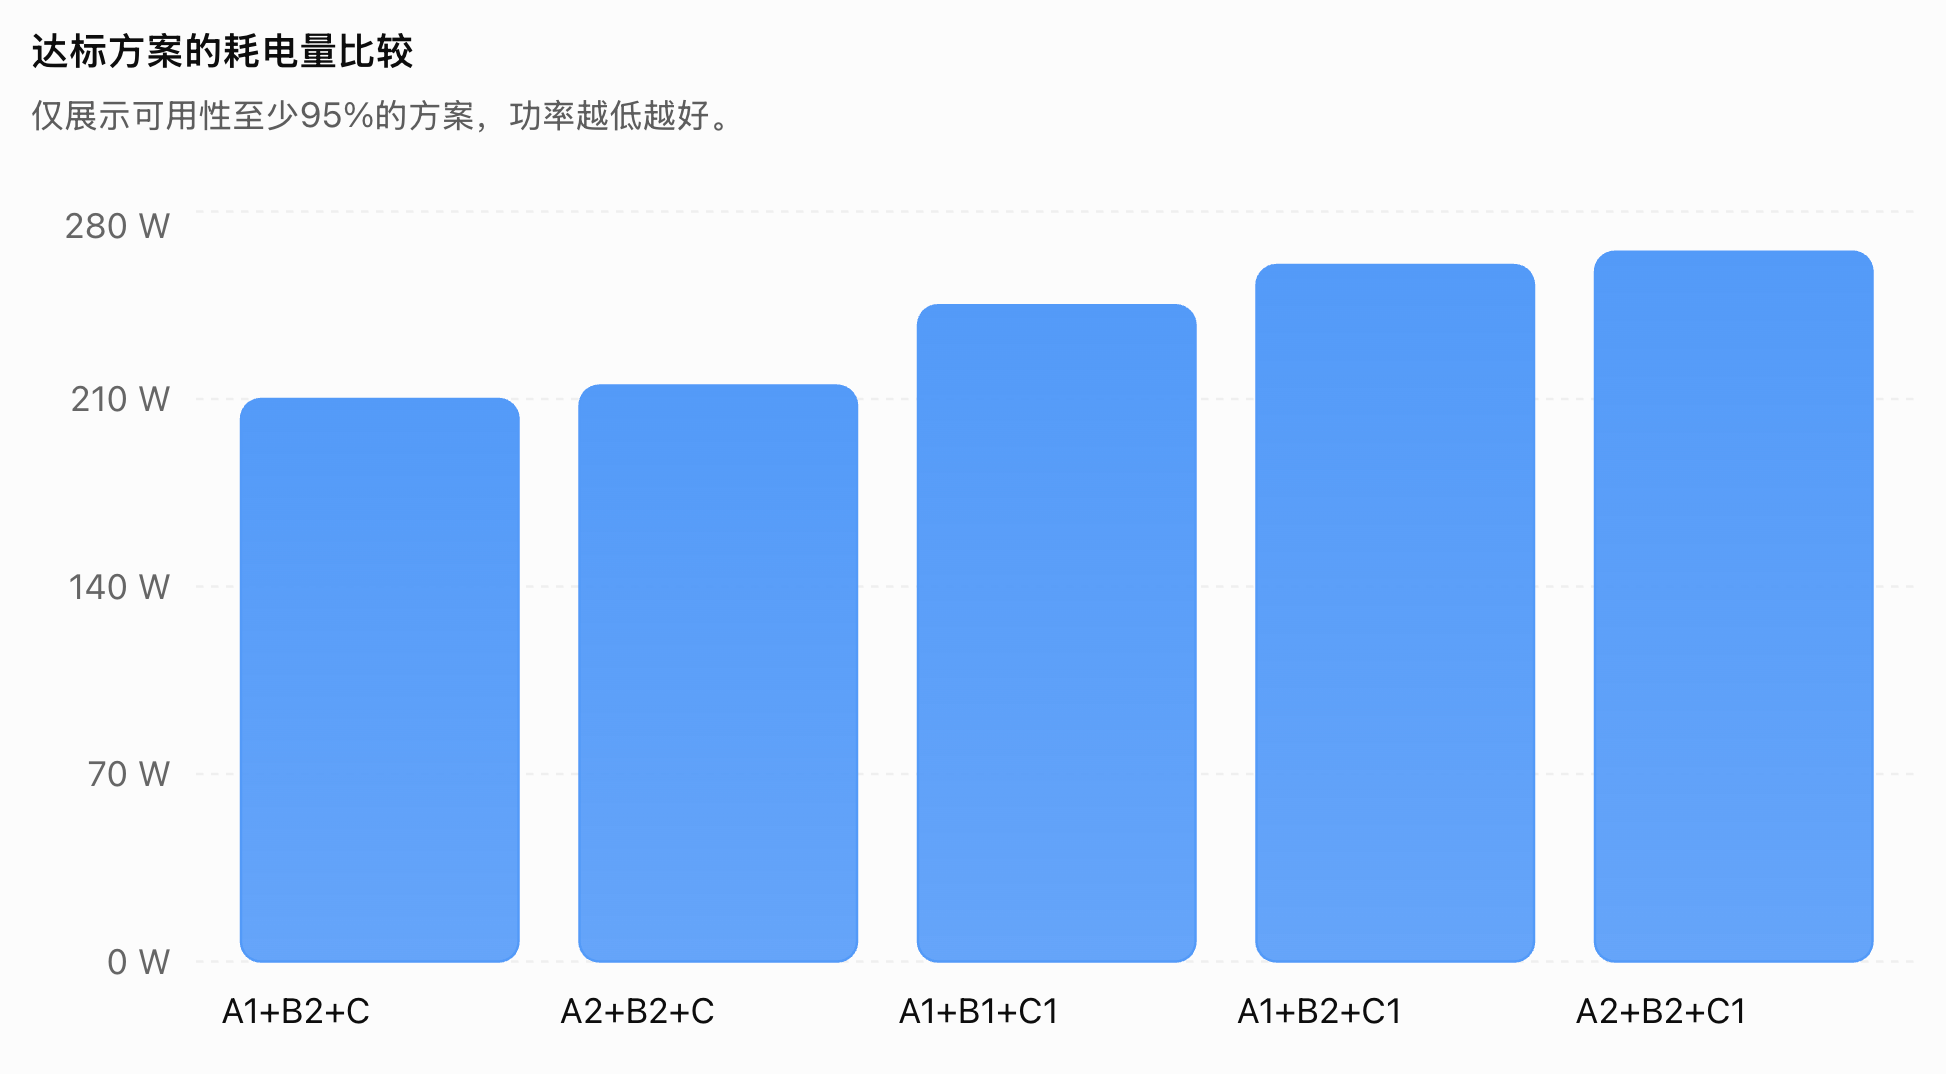 达标方案的耗电量比较
仅展示可用性至少95%的方案，功率越低越好。
280 W
210 W
140 W
70 W
0 W
A1+B2+C
A2+B2+C
A1+B1+C1
A1+B2+C1
A2+B2+C1